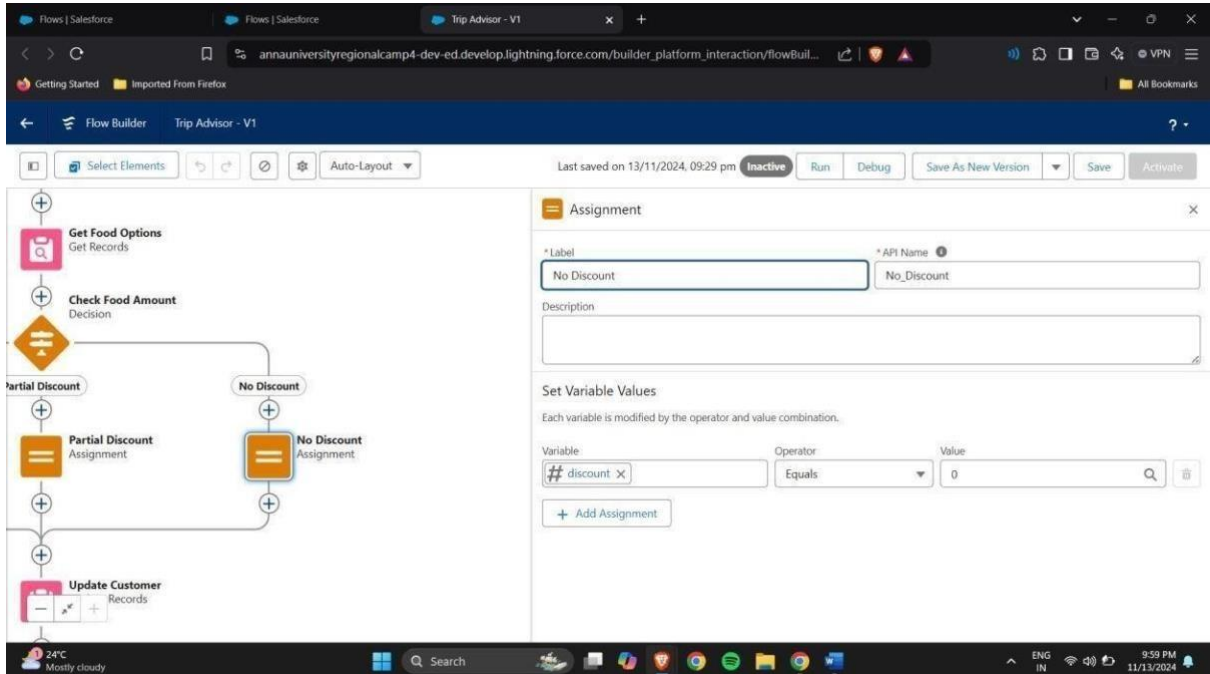 Flows | Salesforce
Flows | Salesforce
Trip Advisor - V1
annauniversityregionalcamp4-dev-ed.develop.lightning.force.com/builder_platform_interaction/flowBuil...
VPN
Getting Started
Imported From Firefox
All Bookmarks
Flow Builder
Trip Advisor - V1
?
Select Elements
Auto-Layout
Last saved on 13/11/2024, 09:29 pm
Inactive
Run
Debug
Save As New Version
Save
Activate
Get Food Options
Get Records
Check Food Amount
Decision
Partial Discount
No Discount
Partial Discount
Assignment
No Discount
Assignment
Update Customer
Records
Assignment
*Label
No Discount
*API Name
No_Discount
Description
Set Variable Values
Each variable is modified by the operator and value combination.
Variable
discount
Operator
Equals
Value
0
+ Add Assignment
1
24°C
Mostly cloudy
Search
ENG
IN
9:59 PM
11/13/2024